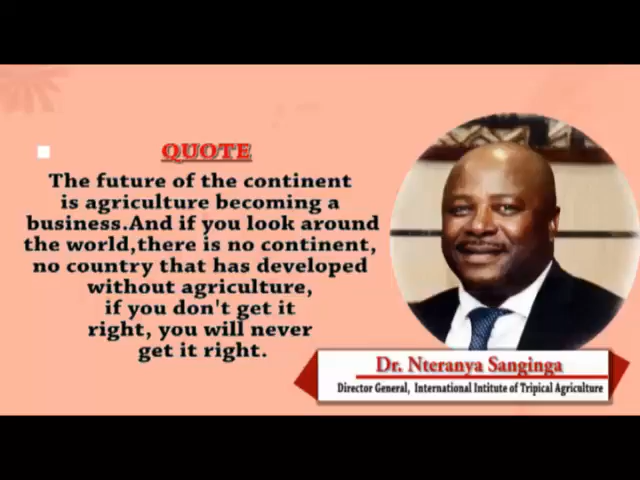 QUOTE
The future of the continent
is agriculture becoming a
business.And if you look around
the world,there is no continent,
no country that has developed
without agriculture,
if you don't get it
right, you will never
get it right.
Dr. Nteranya Sanginga
Director General, International Intitute of Tripical Agriculture